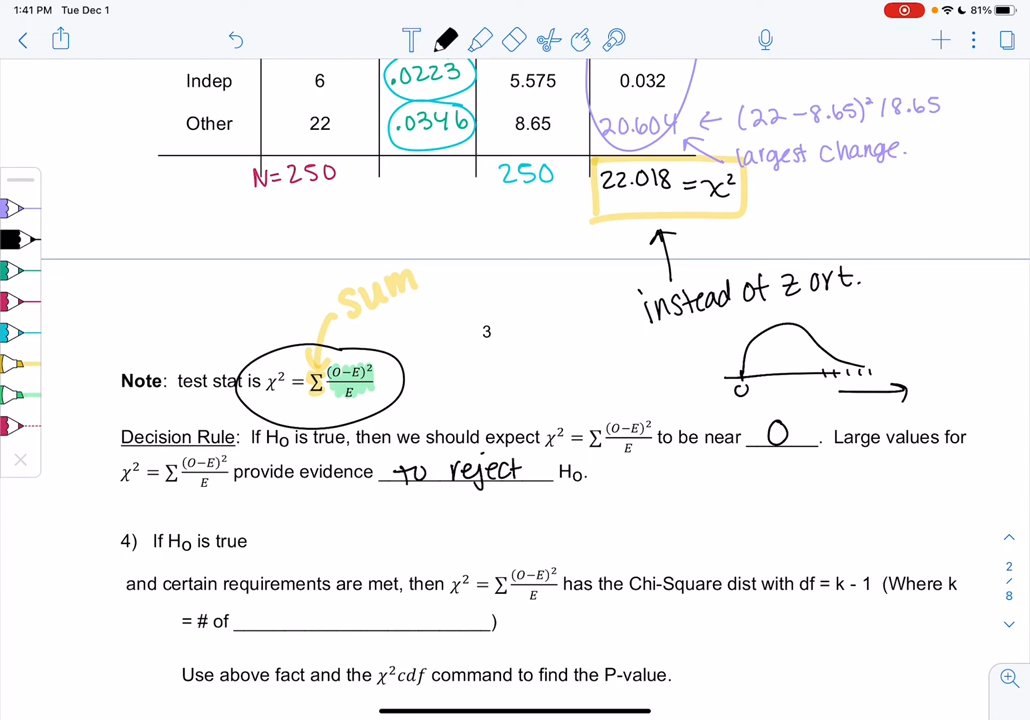 1:41 PM Tue Dec 1 81%
T
Indep 6 .0223 5.575 0.032
Other 22 .0346 8.65 20.604 ← (22 - 8.65)² / 8.65
largest change.
N=250 250 22.018 = χ²
instead of z or t.
sum
3
0
Note: test stat is χ² = Σ (O−E)²/E
Decision Rule: If H₀ is true, then we should expect χ² = Σ (O−E)²/E to be near 0. Large values for
χ² = Σ (O−E)²/E provide evidence to reject H₀.
4) If H₀ is true
and certain requirements are met, then χ² = Σ (O−E)²/E has the Chi-Square dist with df = k - 1 (Where k
= # of ____________________________)
Use above fact and the χ²cdf command to find the P-value.
2
/
8